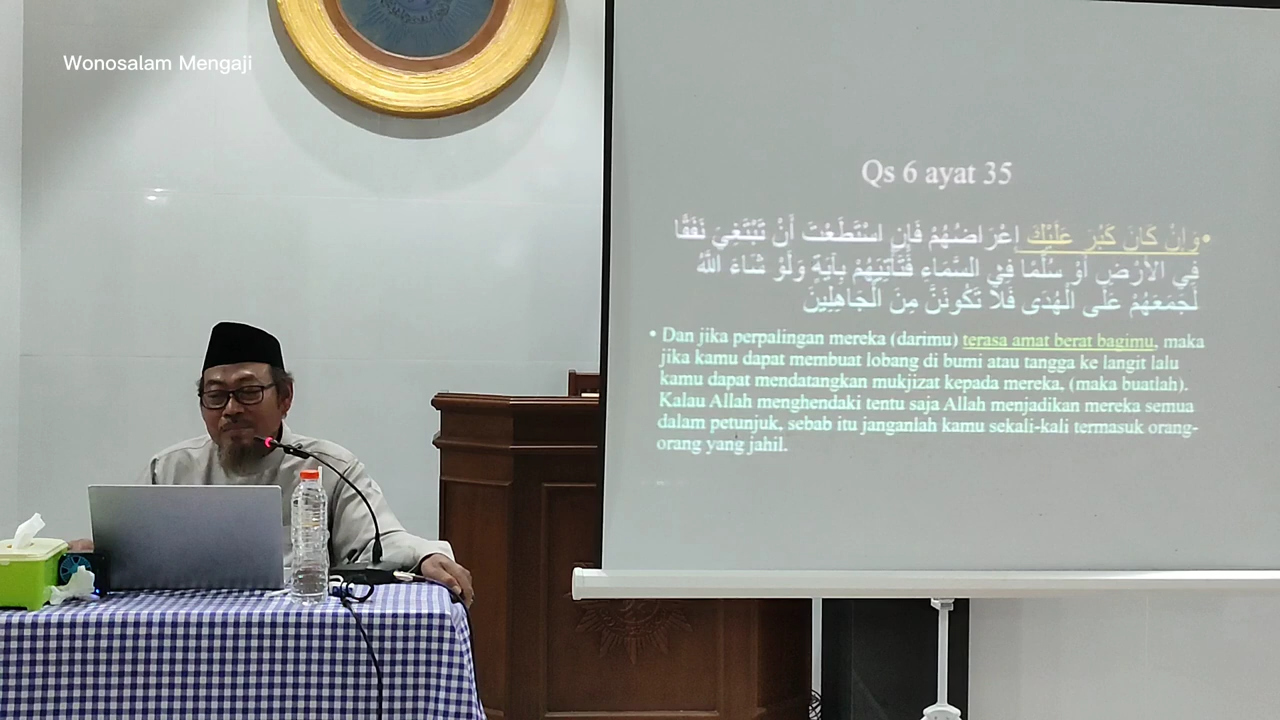 Wonosalam Mengaji
Qs 6 ayat 35
•وَإِنْ كَانَ كَبُرَ عَلَيْكَ إِعْرَاضُهُمْ فَإِنِ اسْتَطَعْتَ أَنْ تَبْتَغِيَ نَفَقًا
فِي الأرْضِ أَوْ سُلَّمًا فِي السَّمَاءِ فَتَأْتِيَهُمْ بِآيَةٍ وَلَوْ شَاءَ اللَّهُ
لَجَمَعَهُمْ عَلَى الْهُدَى فَلا تَكُونَنَّ مِنَ الْجَاهِلِينَ
• Dan jika perpalingan mereka (darimu) terasa amat berat bagimu, maka
jika kamu dapat membuat lobang di bumi atau tangga ke langit lalu
kamu dapat mendatangkan mukjizat kepada mereka, (maka buatlah).
Kalau Allah menghendaki tentu saja Allah menjadikan mereka semua
dalam petunjuk, sebab itu janganlah kamu sekali-kali termasuk orang-
orang yang jahil.